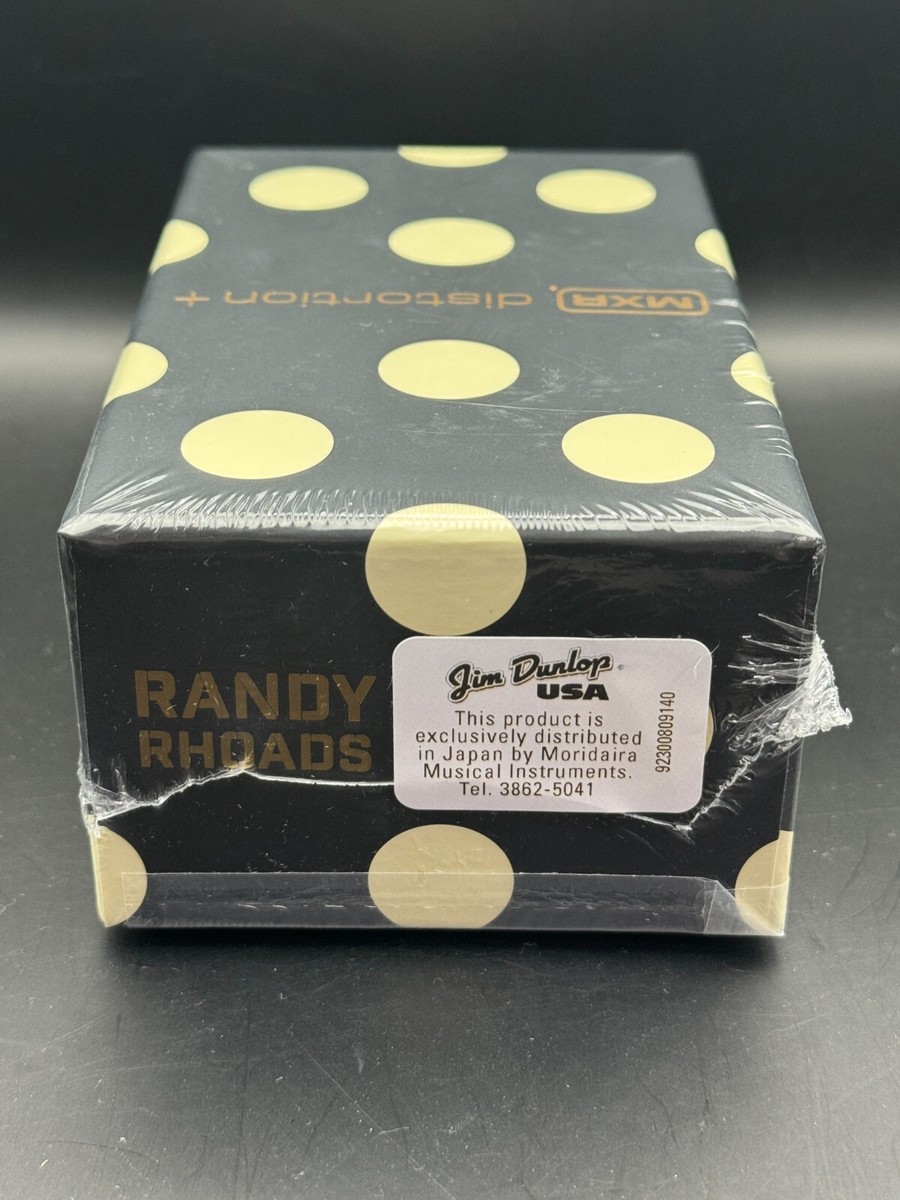 MXR. distortion +
RANDY
RHOADS
Jim Dunlop
USA
This product is
exclusively distributed
in Japan by Moridaira
Musical Instruments.
Tel. 3862-5041
92300809140